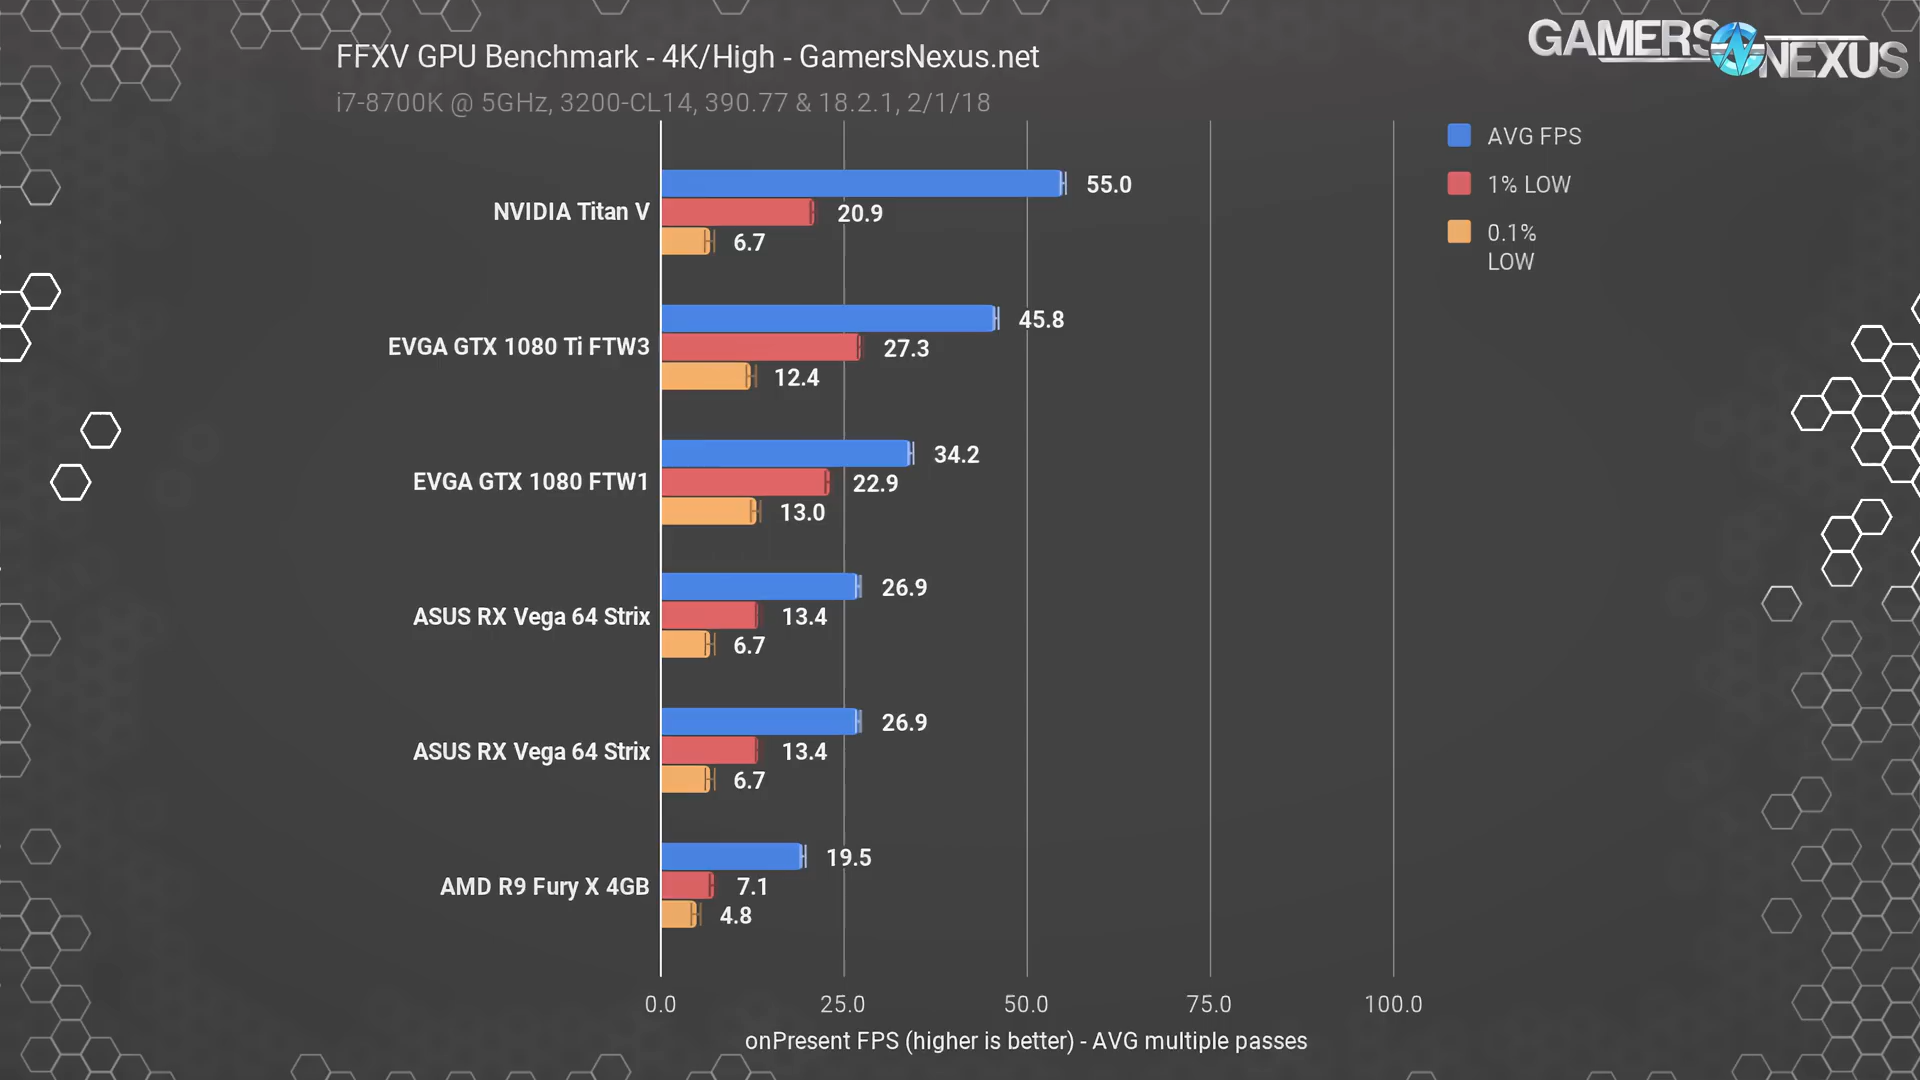 GAMERS NEXUS
FFXV GPU Benchmark - 4K/High - GamersNexus.net
i7-8700K @ 5GHz, 3200-CL14, 390.77 & 18.2.1, 2/1/18
AVG FPS
1% LOW
0.1%
LOW
NVIDIA Titan V
55.0
20.9
6.7
EVGA GTX 1080 Ti FTW3
45.8
27.3
12.4
EVGA GTX 1080 FTW1
34.2
22.9
13.0
ASUS RX Vega 64 Strix
26.9
13.4
6.7
ASUS RX Vega 64 Strix
26.9
13.4
6.7
AMD R9 Fury X 4GB
19.5
7.1
4.8
0.0 25.0 50.0 75.0 100.0
onPresent FPS (higher is better) - AVG multiple passes